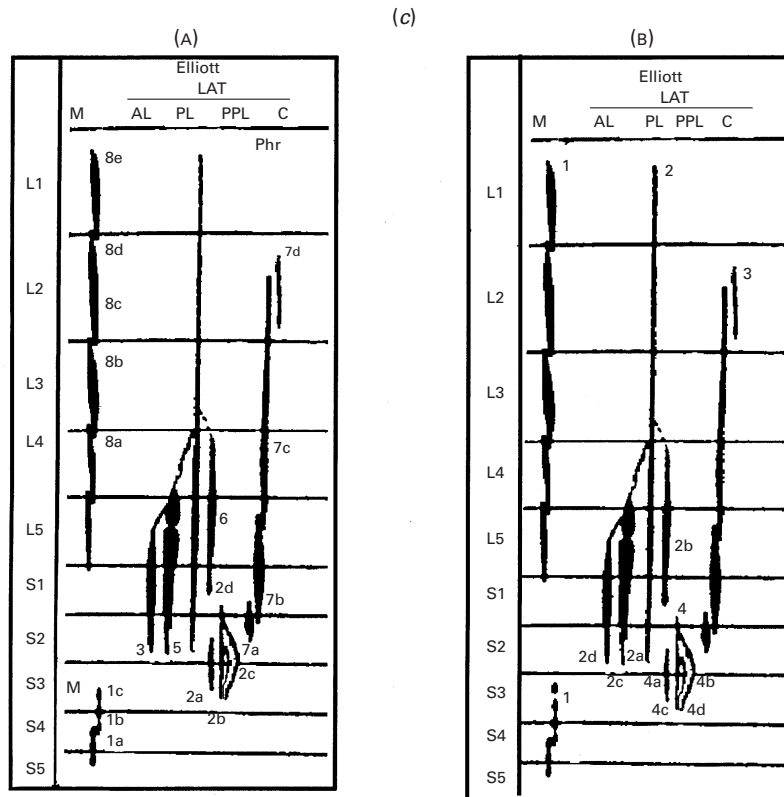 (c)
(A)
Elliott
LAT
M AL PL PPL C
Phr
L1 8e
8d
L2 7d
8c
L3 8b
L4 8a 7c
L5 6
S1 2d
7b
S2 3 5 7a
2c
S3 M 1c 2a 2b
S4 1b
1a
S5
(B)
Elliott
LAT
M AL PL PPL C
L1 1 2
L2 3
L3
L4
L5 2b
S1
4
S2 2d 2c 2a
S3 4a 4b
1 4c 4d
S4
S5